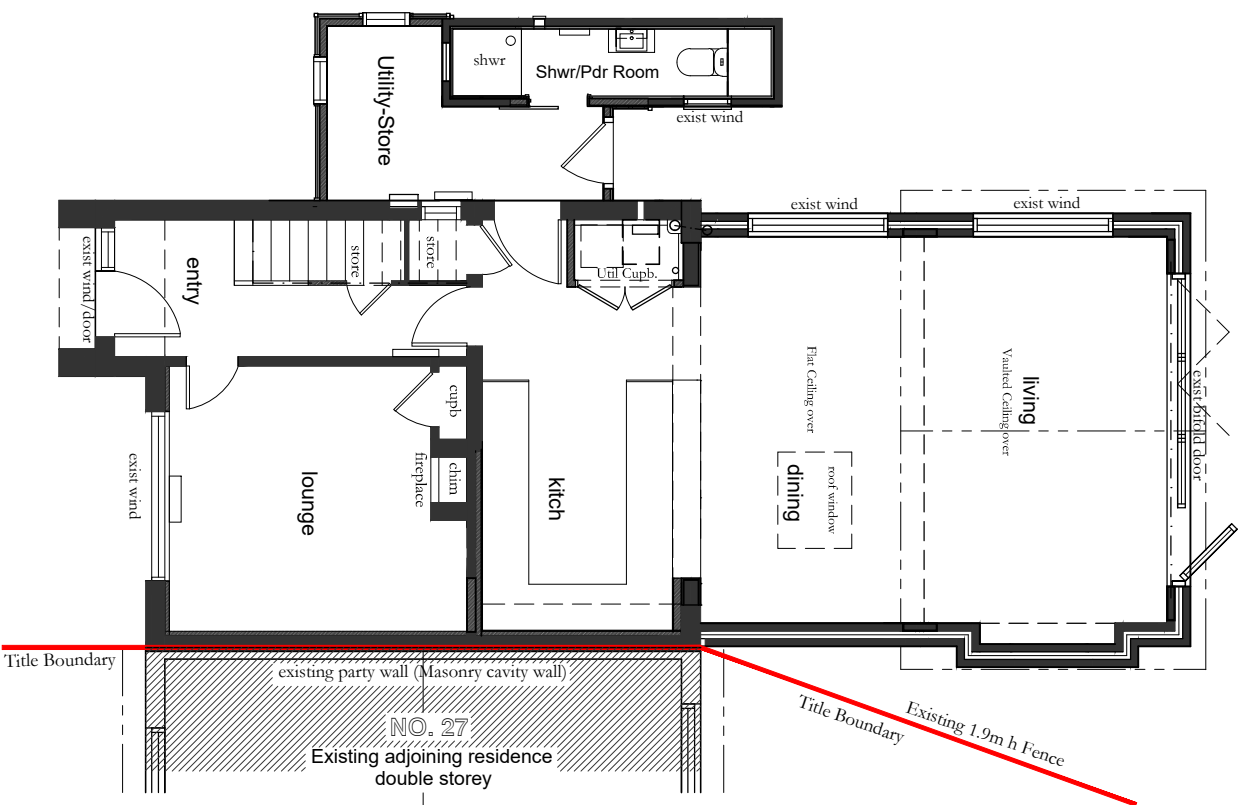 shwr
Shwr/Pdr Room
Utility-Store
exist wind
exist wind
exist wind
exist wind/door
entry
store
store
Util Cupb.
Flat Ceiling over
living
Vaulted Ceiling over
exist bifold door
cupb
fireplace
chim
exist wind
lounge
kitch
dining
roof window
Title Boundary
existing party wall (Masonry cavity wall)
NO. 27
Existing adjoining residence
double storey
Title Boundary
Existing 1.9m h Fence